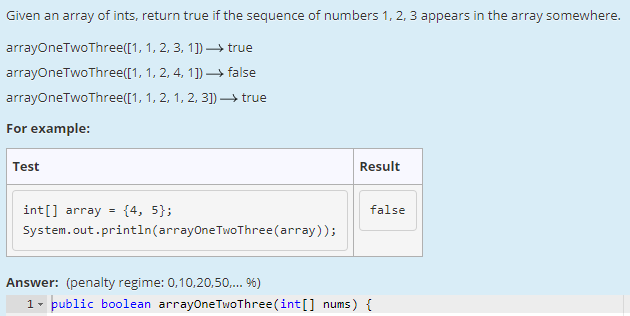 Given an array of ints, return true if the sequence of numbers 1, 2, 3 appears in the array somewhere.
arrayOneTwoThree([1, 1, 2, 3, 1]) → true
arrayOneTwoThree([1, 1, 2, 4, 1]) → false
arrayOneTwoThree([1, 1, 2, 1, 2, 3]) → true
For example:
Test Result
int[] array = {4, 5}; false
System.out.println(arrayOneTwoThree(array));
Answer: (penalty regime: 0,10,20,50,... %)
1 public boolean arrayOneTwoThree(int[] nums) {